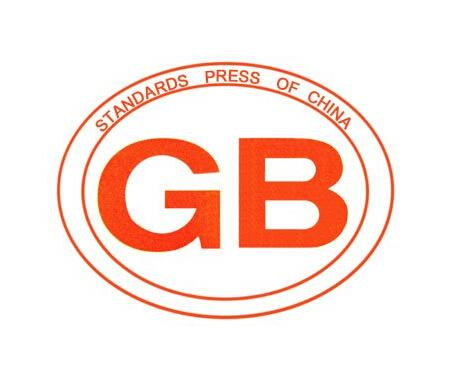 STANDARDS PRESS OF CHINA
GB